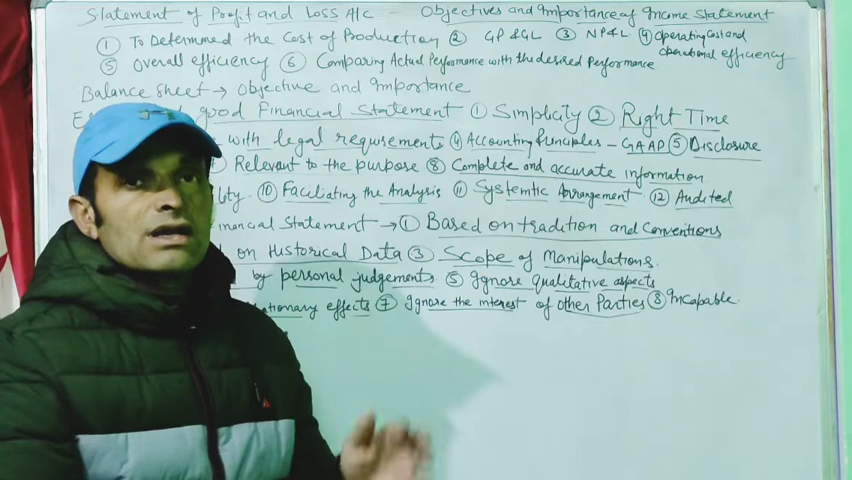 Statement of Profit and Loss A/c Objectives and Importance of Income Statement
① To Determined the Cost of Production ② GP & GL ③ NP&L ④ operating Cost and operational efficiency
⑤ Overall efficiency ⑥ Comparing Actual Performance with the desired Performance
Balance Sheet → Objective and Importance
good Financial Statement ① Simplicity ② Right Time
with legal requirements ④ Accounting Principles - GAAP ⑤ Disclosure
Relevant to the purpose ⑧ Complete and accurate information
lity. ⑩ Faciliating the Analysis ⑪ Systemtic Arrangement ⑫ Audited
nancial Statement → ① Based on tradition and Conventions
on Historical Data ③ Scope of Manipulations.
by personal judgements ⑤ Ignore Qualitative aspects
ationary effects ⑦ Ignore the interest of other Parties ⑧ Incapable.